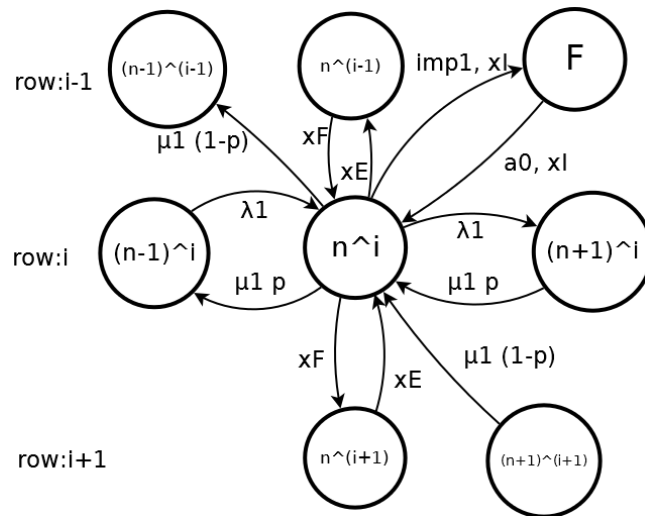 row:i-1
(n-1)^(i-1)
n^(i-1)
imp1, xI
F
μ1 (1-p)
xF
xE
a0, xI
λ1
λ1
row:i
(n-1)^i
n^i
(n+1)^i
μ1 p
μ1 p
xF
xE
μ1 (1-p)
row:i+1
n^(i+1)
(n+1)^(i+1)